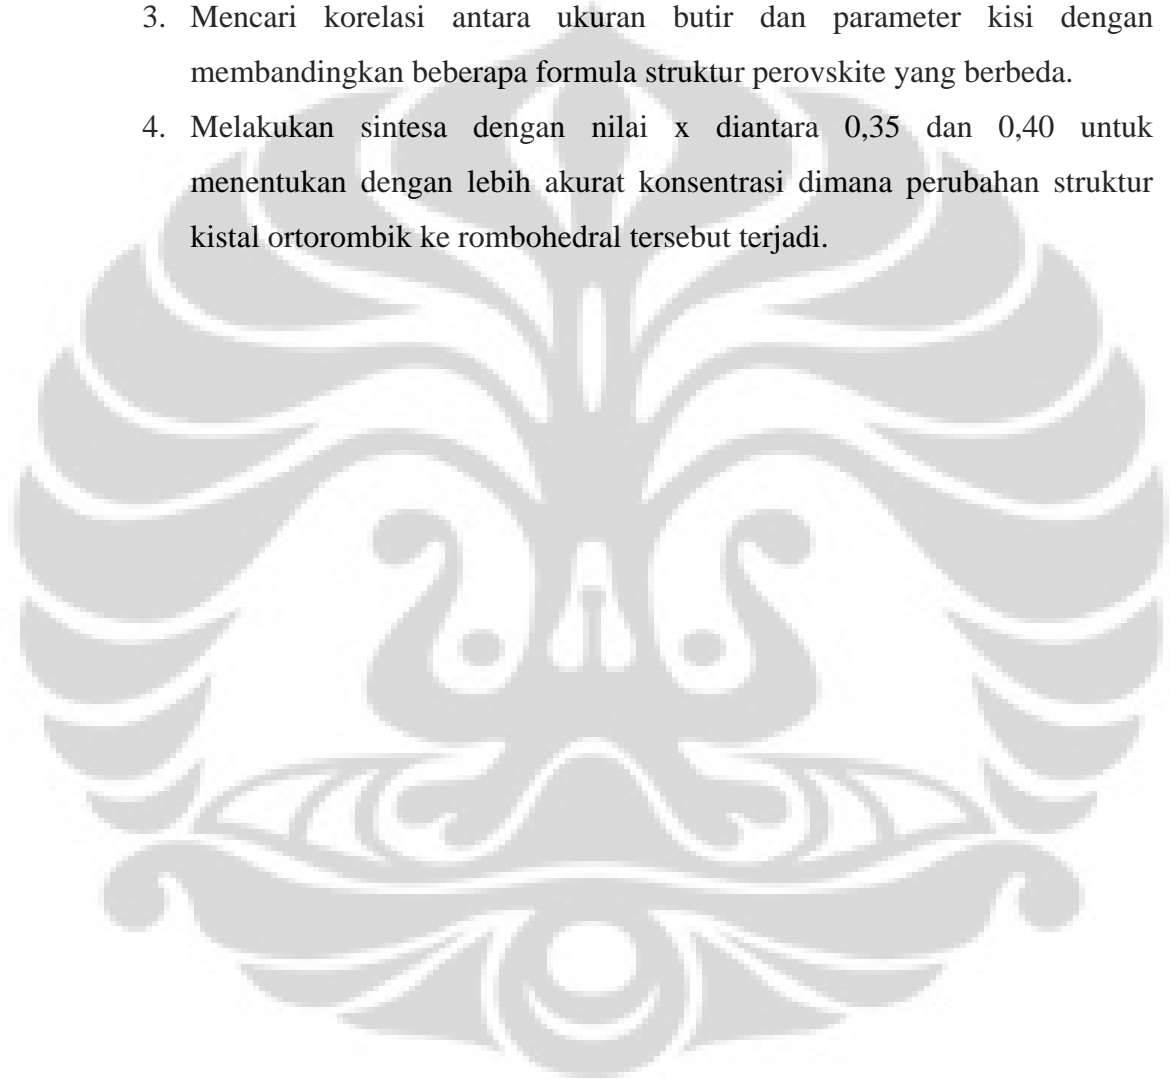 3. Mencari korelasi antara ukuran butir dan parameter kisi dengan
membandingkan beberapa formula struktur perovskite yang berbeda.
4. Melakukan sintesa dengan nilai x diantara 0,35 dan 0,40 untuk
menentukan dengan lebih akurat konsentrasi dimana perubahan struktur
kistal ortorombik ke rombohedral tersebut terjadi.